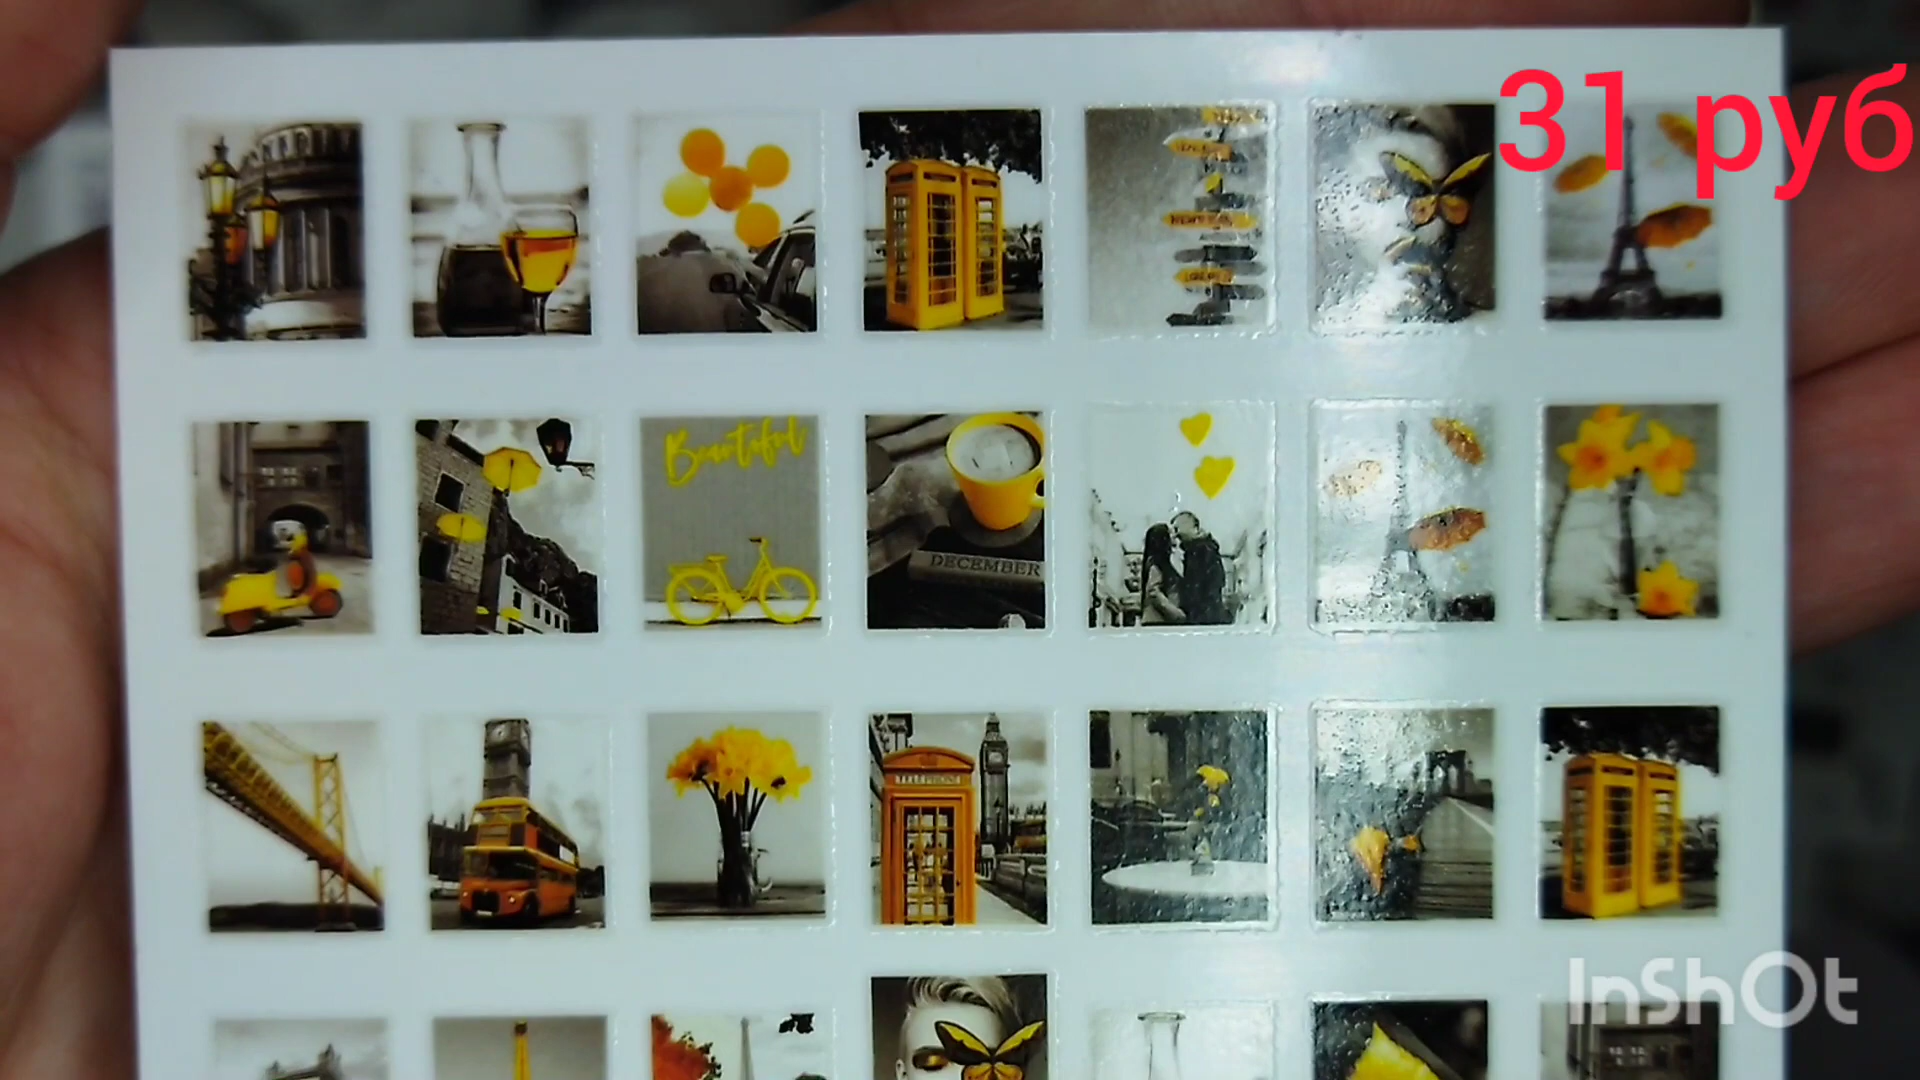 31 руб
Beautiful
DECEMBER
TELEPHONE
InShOt